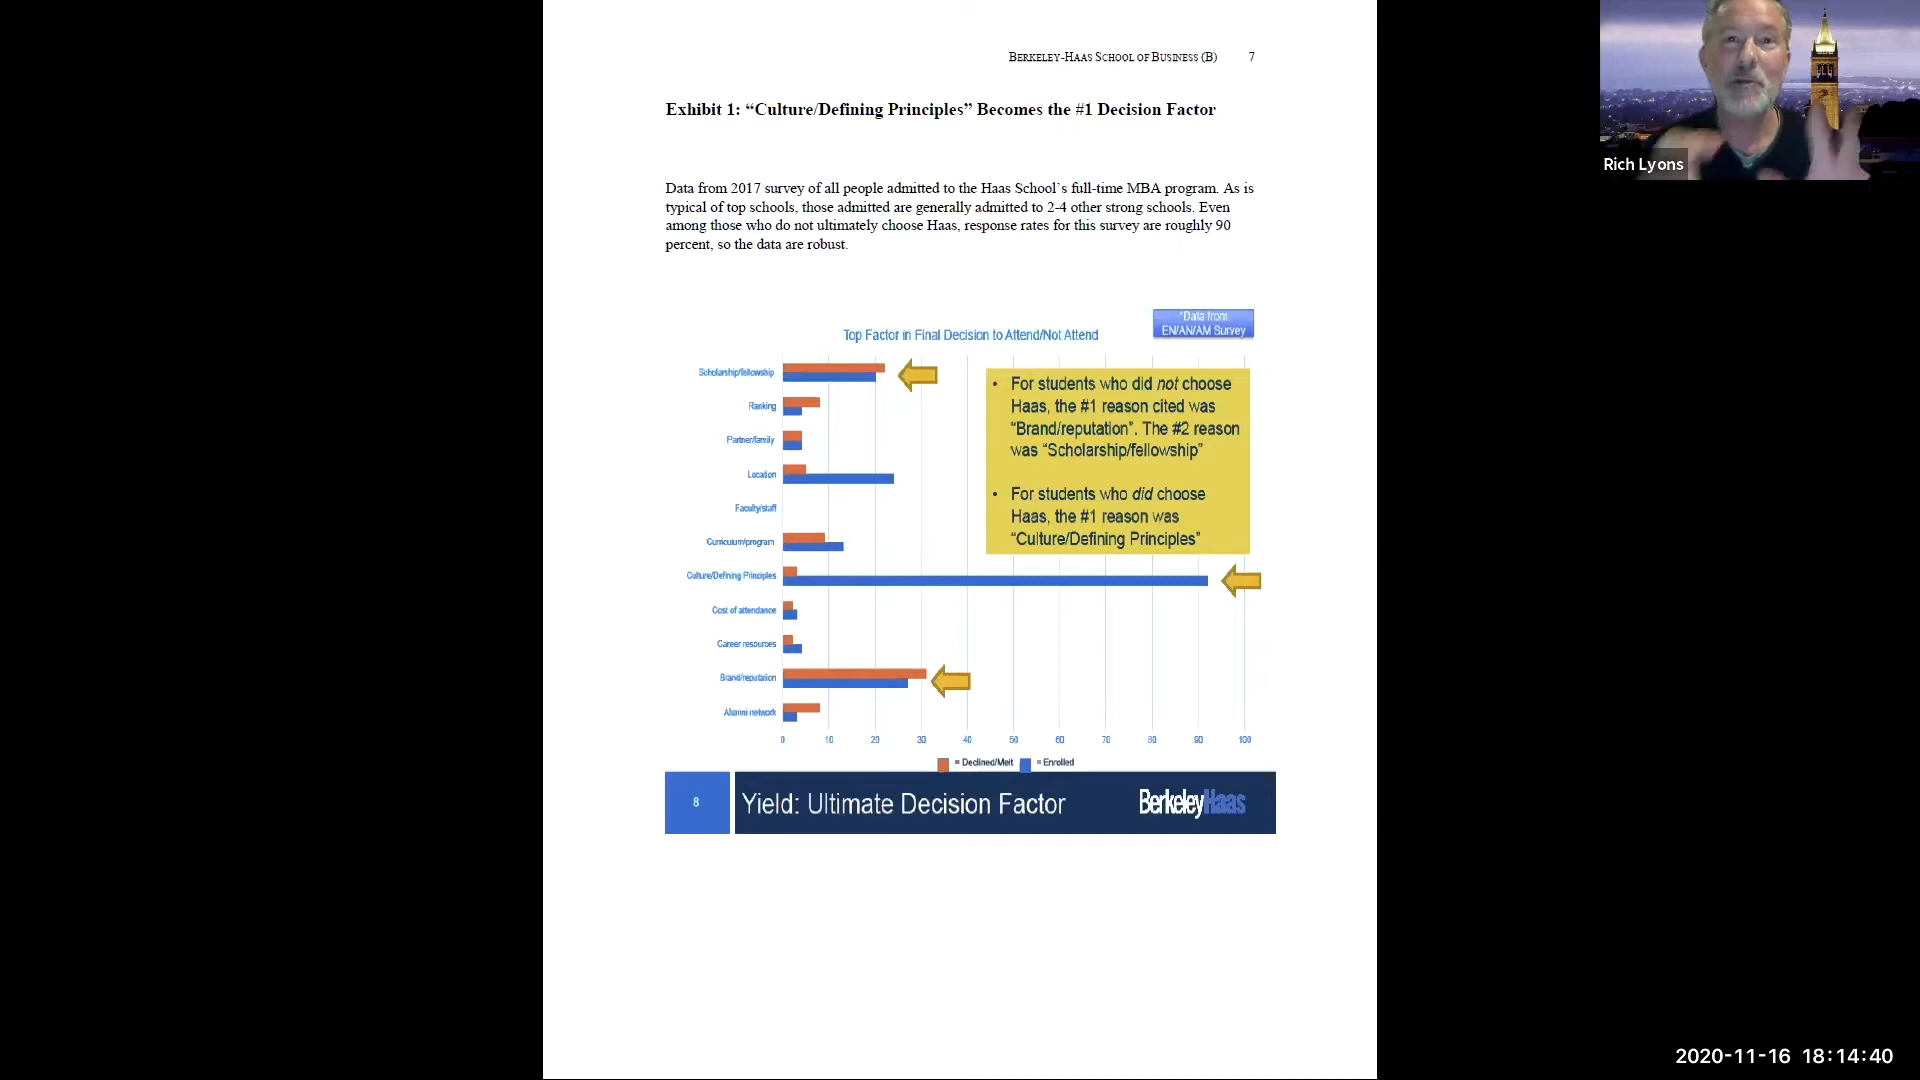 BERKELEY-HAAS SCHOOL OF BUSINESS (B) 7
Exhibit 1: “Culture/Defining Principles” Becomes the #1 Decision Factor
Data from 2017 survey of all people admitted to the Haas School`s full-time MBA program. As is
typical of top schools, those admitted are generally admitted to 2-4 other strong schools. Even
among those who do not ultimately choose Haas, response rates for this survey are roughly 90
percent, so the data are robust.
*Data from
EN/AN/AM Survey
Top Factor in Final Decision to Attend/Not Attend
Scholarship/fellowship
Ranking
Partner/family
Location
Faculty/staff
Curriculum/program
Culture/Defining Principles
Cost of attendance
Career resources
Brand/reputation
Alumni network
• For students who did not choose
Haas, the #1 reason cited was
“Brand/reputation”. The #2 reason
was “Scholarship/fellowship”
• For students who did choose
Haas, the #1 reason was
“Culture/Defining Principles”
0 10 20 30 40 50 60 70 80 90 100
= Declined/Melt = Enrolled
8 Yield: Ultimate Decision Factor BerkeleyHaas
Rich Lyons
2020-11-16 18:14:40